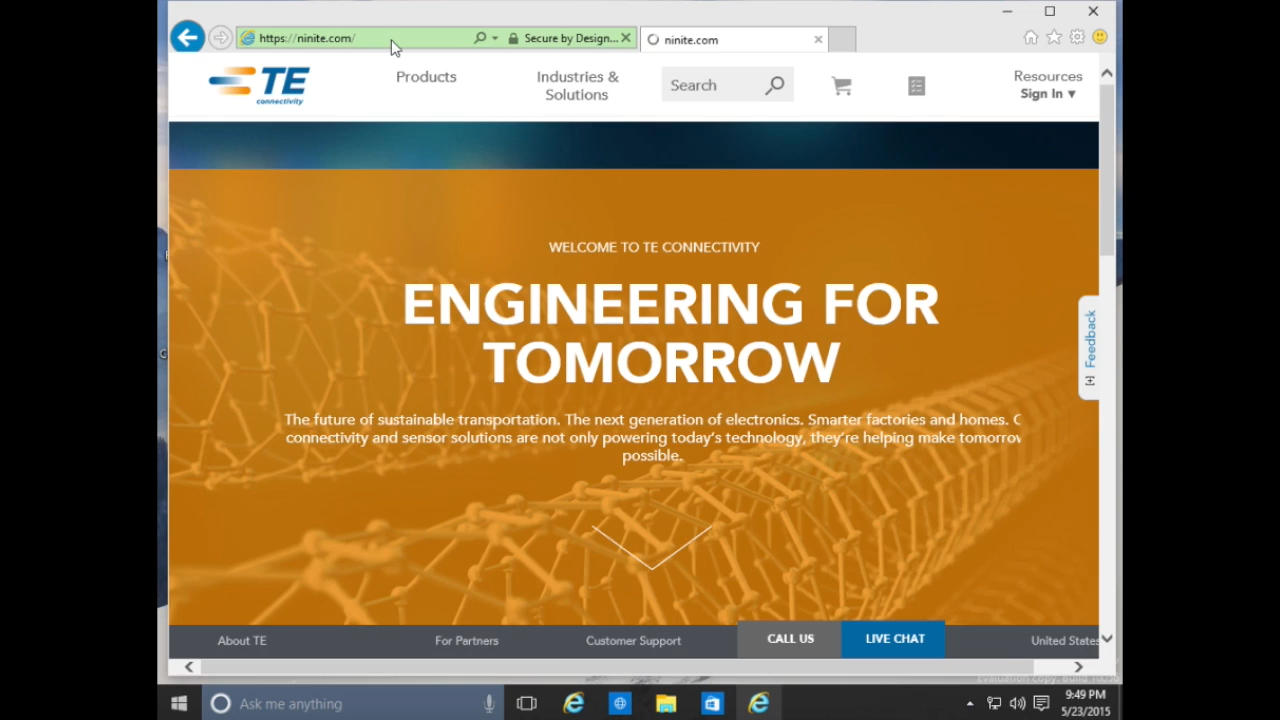 https://ninite.com/
Secure by Design...
ninite.com
TE
connectivity
Products
Industries &
Solutions
Search
Resources
Sign In ▼
WELCOME TO TE CONNECTIVITY
ENGINEERING FOR
TOMORROW
The future of sustainable transportation. The next generation of electronics. Smarter factories and homes.
connectivity and sensor solutions are not only powering today's technology, they're helping make tomorrow
possible.
[+] Feedback
About TE
For Partners
Customer Support
CALL US
LIVE CHAT
United States
Ask me anything
9:49 PM
5/23/2015